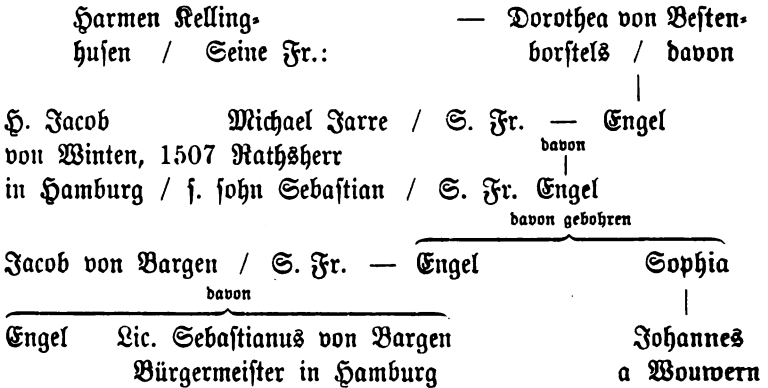 Harmen Kelling= — Dorothea von Besten=
husen / Seine Fr.: borstels / davon
H. Jacob Michael Jarre / S. Fr. — Engel
davon
von Winten, 1507 Rathsherr
in Hamburg / s. sohn Sebastian / S. Fr. Engel
davon gebohren
Jacob von Bargen / S. Fr. — Engel Sophia
davon
Engel Lic. Sebastianus von Bargen Johannes
Bürgermeister in Hamburg a Wouwern